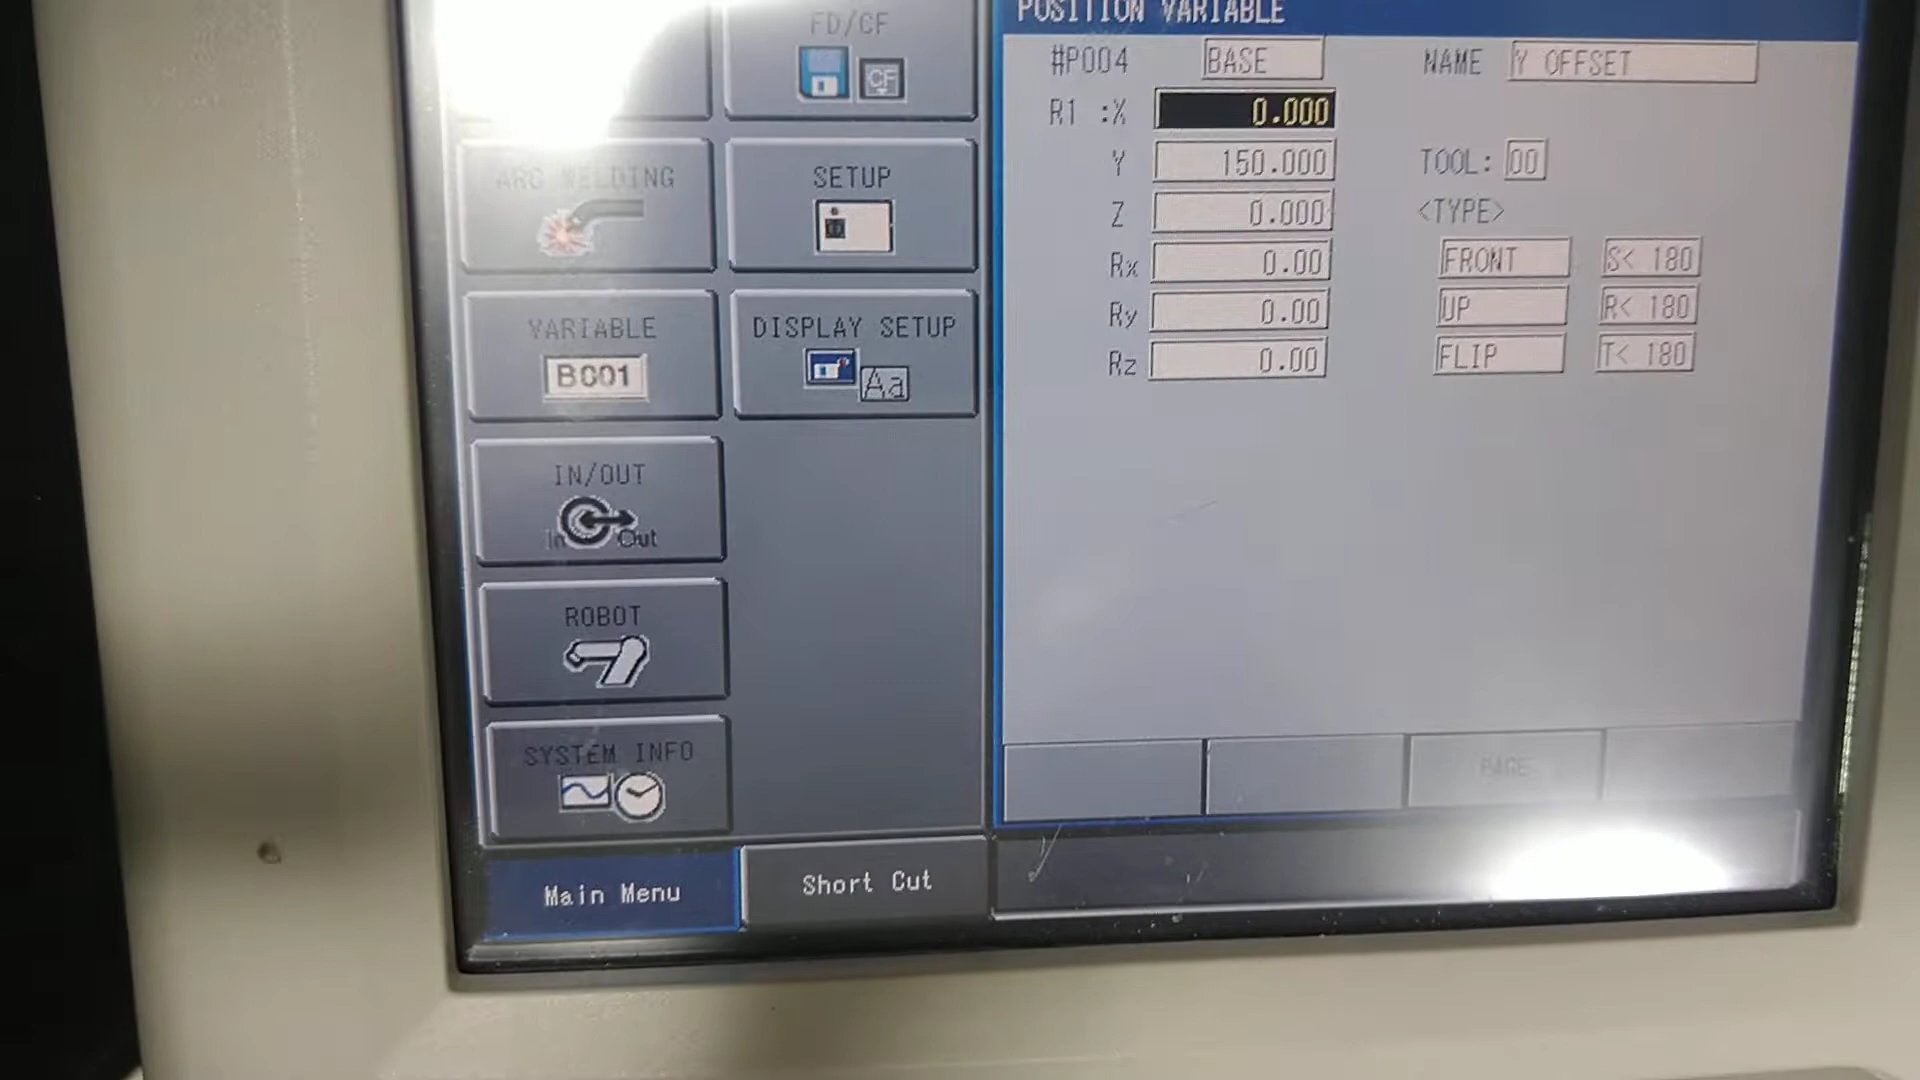 FD/CF
CF
ARC WELDING
SETUP
VARIABLE
B001
DISPLAY SETUP
Aa
IN/OUT
In Out
ROBOT
SYSTEM INFO
Main Menu
Short Cut
POSITION VARIABLE
#P004 BASE NAME Y OFFSET
R1 :X 0.000
Y 150.000 TOOL: 00
Z 0.000 <TYPE>
Rx 0.00 FRONT S< 180
Ry 0.00 UP R< 180
Rz 0.00 FLIP T< 180
PAGE